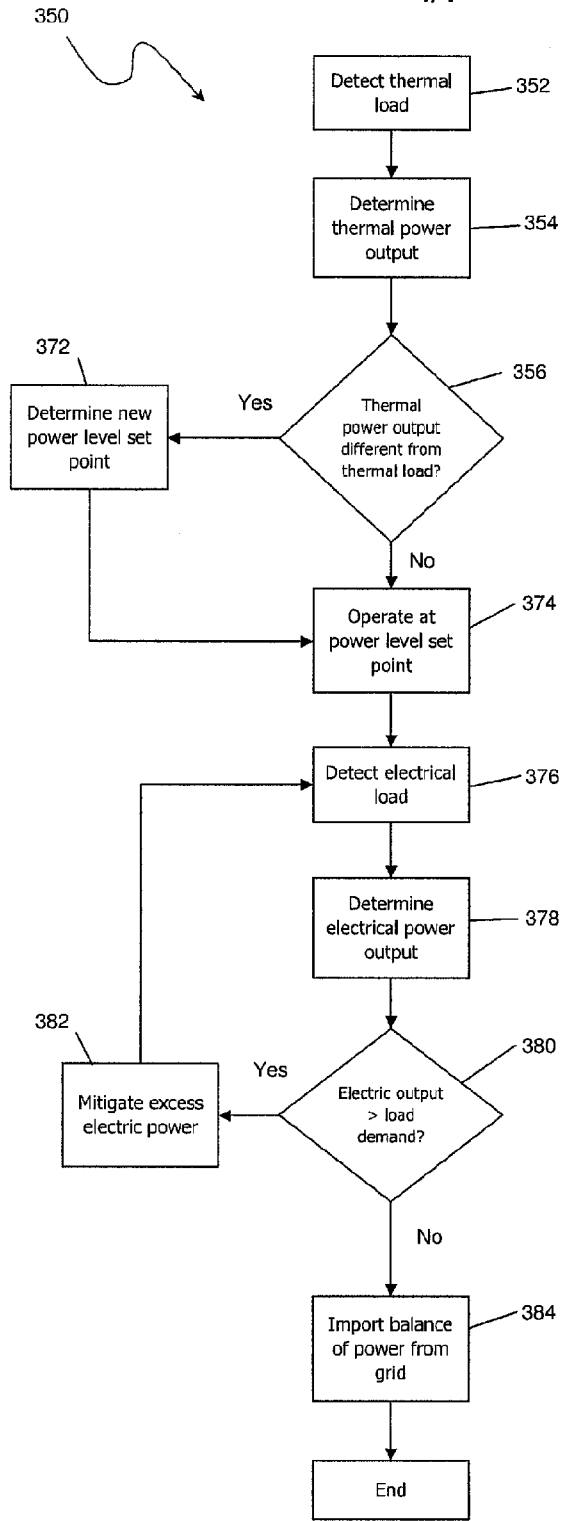 350
Detect thermal
load
352
Determine
thermal power
output
354
372
356
Determine new
power level set
point
Yes
Thermal
power output
different from
thermal load?
No
Operate at
power level set
point
374
Detect electrical
load
376
Determine
electrical power
output
378
382
380
Mitigate excess
electric power
Yes
Electric output
> load
demand?
No
Import balance
of power from
grid
384
End